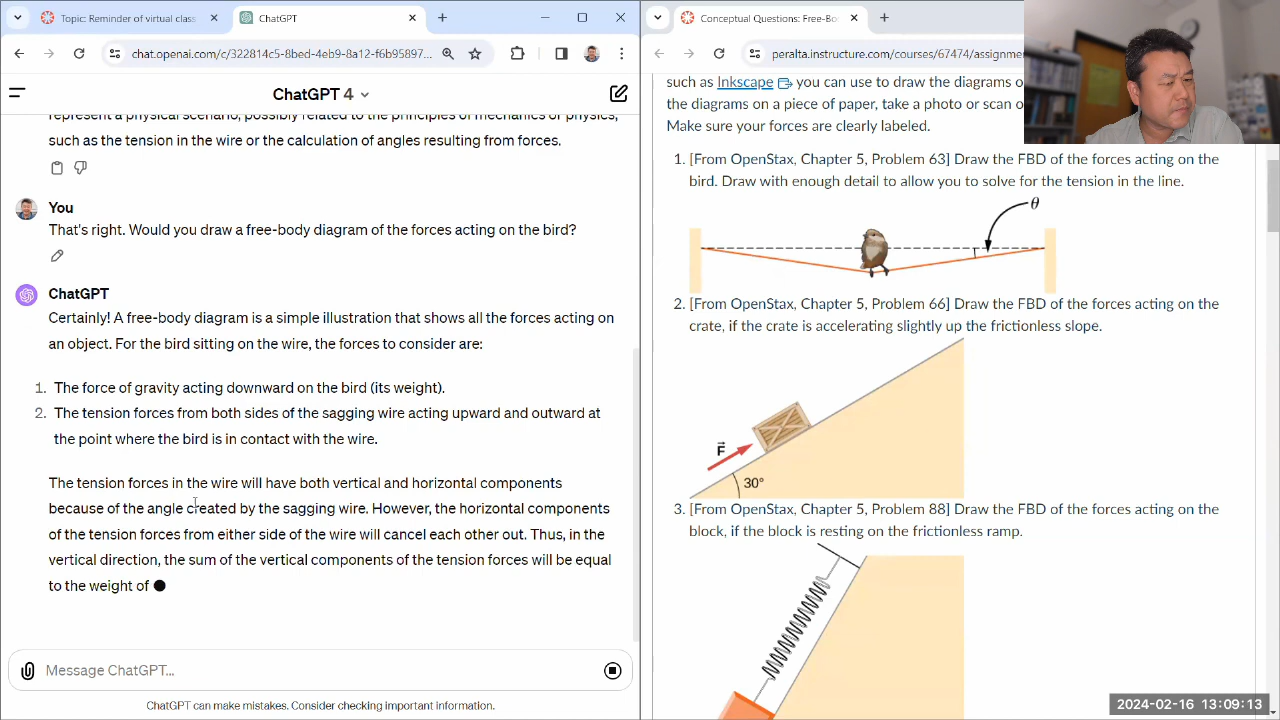 Topic: Reminder of virtual class
ChatGPT
Conceptual Questions: Free-Bo
chat.openai.com/c/322814c5-8bed-4eb9-8a12-f6b95897...
peralta.instructure.com/courses/67474/assignme
ChatGPT 4
represent a physical scenario, possibly related to the principles of mechanics or physics,
such as the tension in the wire or the calculation of angles resulting from forces.
You
That's right. Would you draw a free-body diagram of the forces acting on the bird?
ChatGPT
Certainly! A free-body diagram is a simple illustration that shows all the forces acting on
an object. For the bird sitting on the wire, the forces to consider are:
1. The force of gravity acting downward on the bird (its weight).
2. The tension forces from both sides of the sagging wire acting upward and outward at
the point where the bird is in contact with the wire.
The tension forces in the wire will have both vertical and horizontal components
because of the angle created by the sagging wire. However, the horizontal components
of the tension forces from either side of the wire will cancel each other out. Thus, in the
vertical direction, the sum of the vertical components of the tension forces will be equal
to the weight of
Message ChatGPT...
ChatGPT can make mistakes. Consider checking important information.
such as Inkscape you can use to draw the diagrams o
the diagrams on a piece of paper, take a photo or scan o
Make sure your forces are clearly labeled.
1. [From OpenStax, Chapter 5, Problem 63] Draw the FBD of the forces acting on the
bird. Draw with enough detail to allow you to solve for the tension in the line.
θ
2. [From OpenStax, Chapter 5, Problem 66] Draw the FBD of the forces acting on the
crate, if the crate is accelerating slightly up the frictionless slope.
F
30°
3. [From OpenStax, Chapter 5, Problem 88] Draw the FBD of the forces acting on the
block, if the block is resting on the frictionless ramp.
2024-02-16 13:09:13